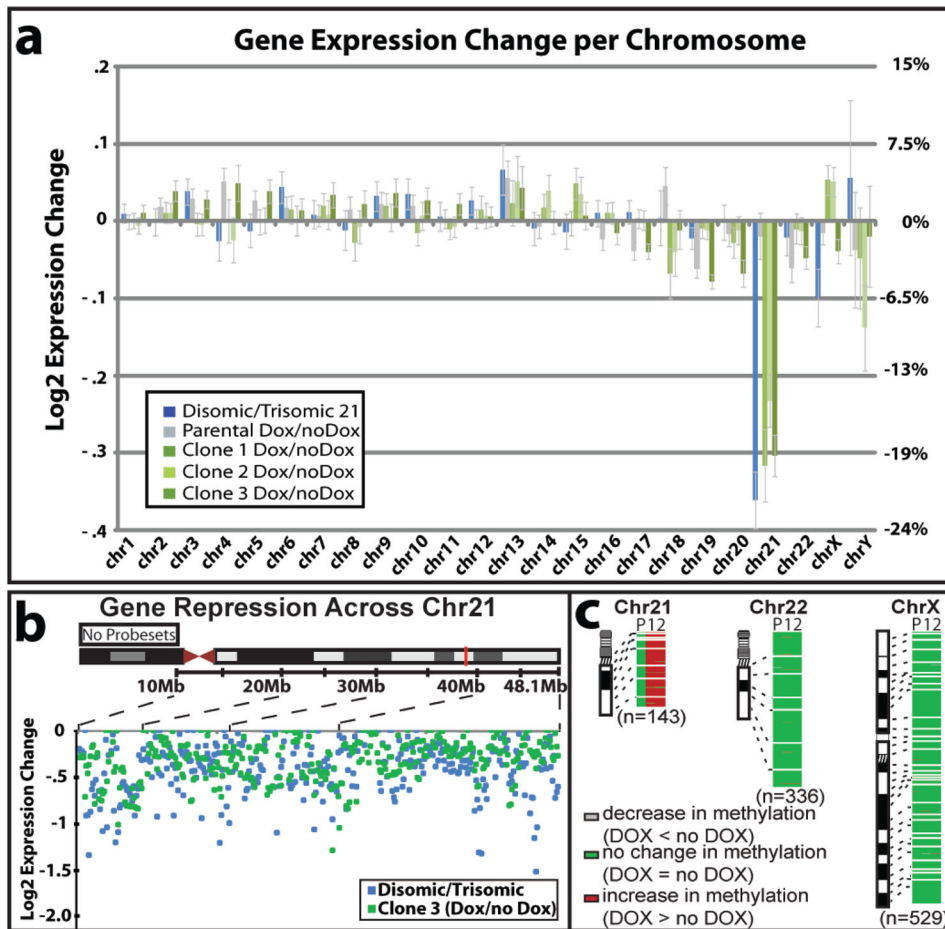 a
Gene Expression Change per Chromosome
Log2 Expression Change
.2
.1
0
- .1
- .2
- .3
- .4
15%
7.5%
0%
-6.5%
-13%
-19%
-24%
Disomic/Trisomic 21
Parental Dox/noDox
Clone 1 Dox/noDox
Clone 2 Dox/noDox
Clone 3 Dox/noDox
chr1
chr2
chr3
chr4
chr5
chr6
chr7
chr8
chr9
chr10
chr11
chr12
chr13
chr14
chr15
chr16
chr17
chr18
chr19
chr20
chr21
chr22
chrX
chrY
b
Gene Repression Across Chr21
No Probesets
10Mb 20Mb 30Mb 40Mb 48.1Mb
Log2 Expression Change
0
-.5
-1
-1.5
-2.0
Disomic/Trisomic
Clone 3 (Dox/no Dox)
c
Chr21
P12
(n=143)
Chr22
P12
(n=336)
ChrX
P12
(n=529)
decrease in methylation
(DOX < no DOX)
no change in methylation
(DOX = no DOX)
increase in methylation
(DOX > no DOX)